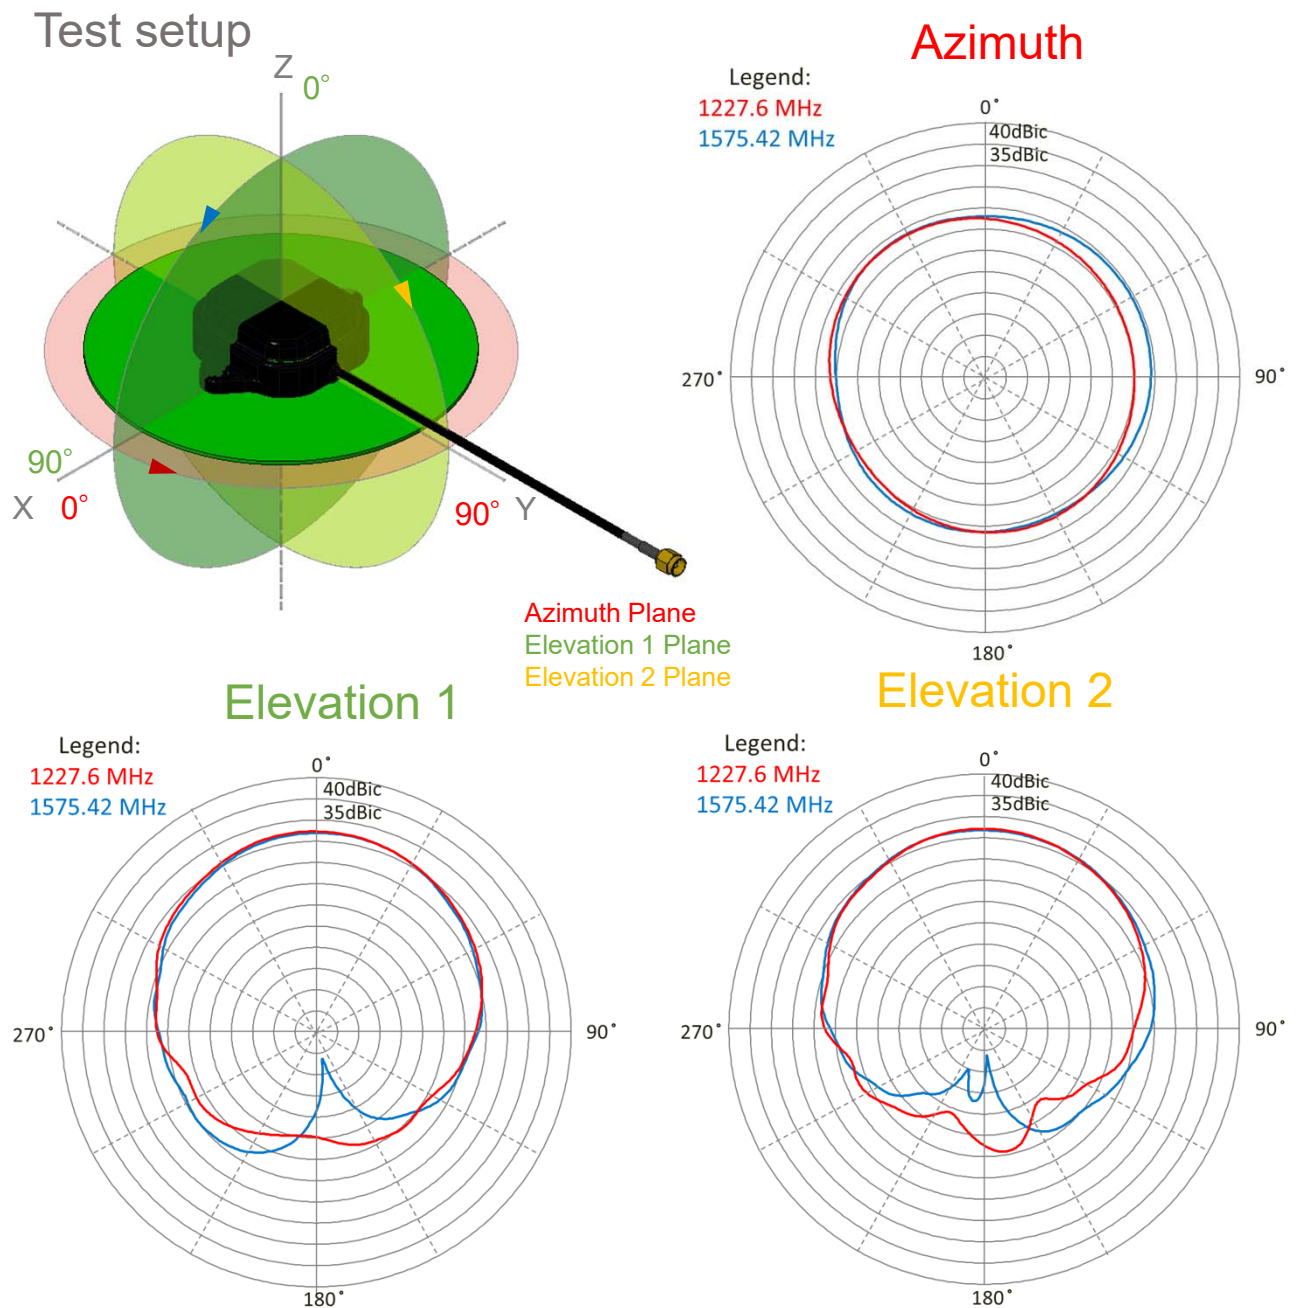 Test setup
Z
0°
90°
X
0°
90°
Y
Azimuth Plane
Elevation 1 Plane
Elevation 2 Plane
Azimuth
Legend:
1227.6 MHz
1575.42 MHz
0°
40dBic
35dBic
270°
90°
180°
Elevation 1
Legend:
1227.6 MHz
1575.42 MHz
0°
40dBic
35dBic
270°
90°
180°
Elevation 2
Legend:
1227.6 MHz
1575.42 MHz
0°
40dBic
35dBic
270°
90°
180°